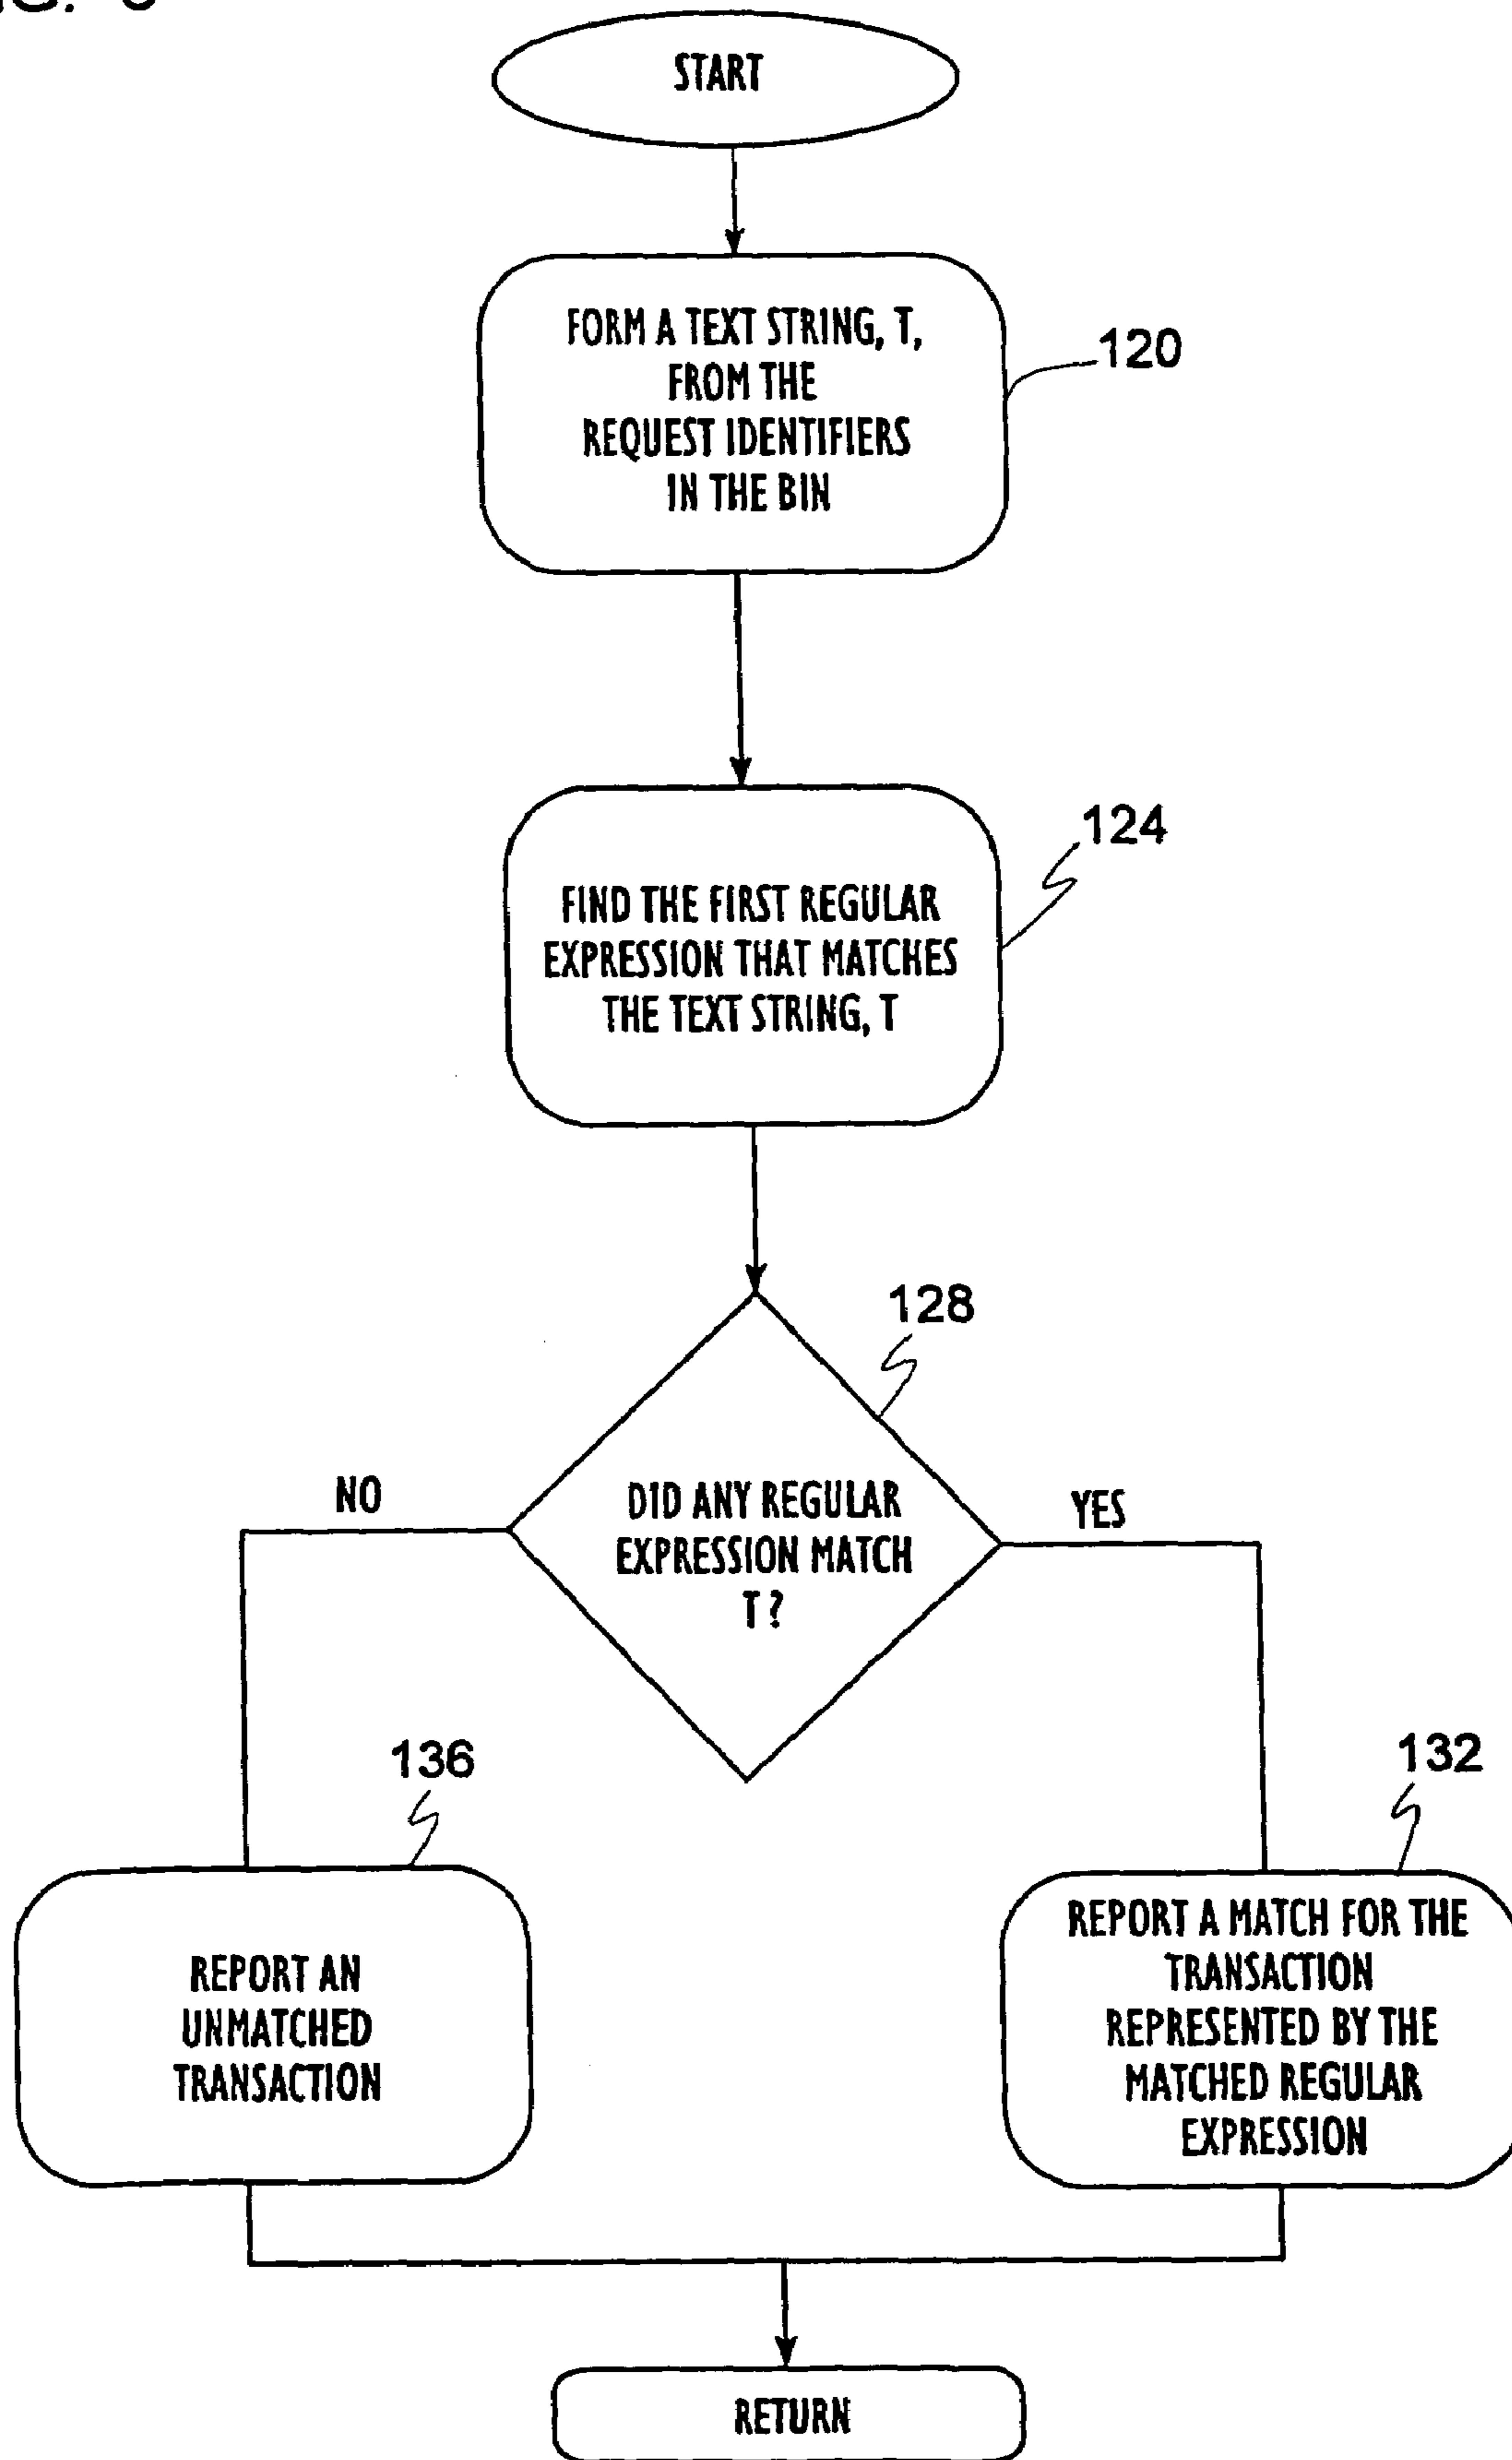 START
FORM A TEXT STRING, T,
FROM THE
REQUEST IDENTIFIERS
IN THE BIN
120
FIND THE FIRST REGULAR
EXPRESSION THAT MATCHES
THE TEXT STRING, T
124
128
DID ANY REGULAR
EXPRESSION MATCH
T?
NO
YES
136
132
REPORT AN
UNMATCHED
TRANSACTION
REPORT A MATCH FOR THE
TRANSACTION
REPRESENTED BY THE
MATCHED REGULAR
EXPRESSION
RETURN